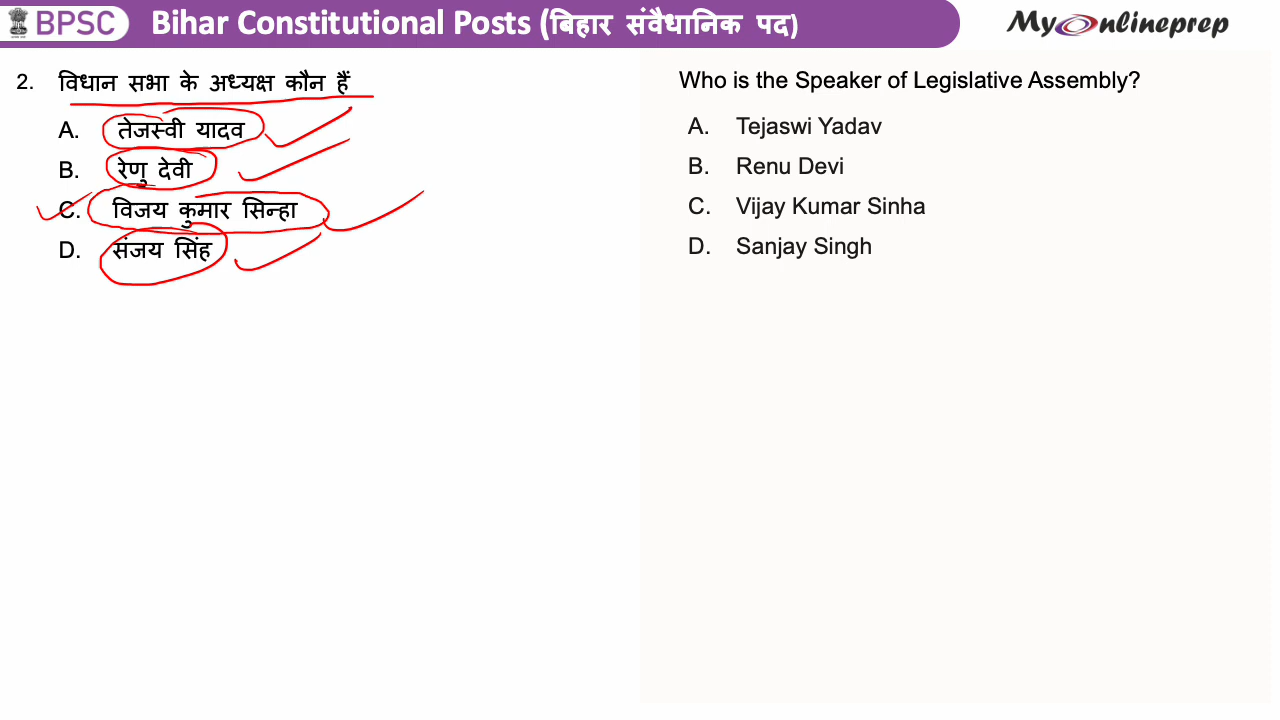 BPSC Bihar Constitutional Posts (बिहार संवैधानिक पद)
MyOnlineprep
2. विधान सभा के अध्यक्ष कौन हैं
A. तेजस्वी यादव
B. रेणु देवी
C. विजय कुमार सिन्हा
D. संजय सिंह
Who is the Speaker of Legislative Assembly?
A. Tejaswi Yadav
B. Renu Devi
C. Vijay Kumar Sinha
D. Sanjay Singh